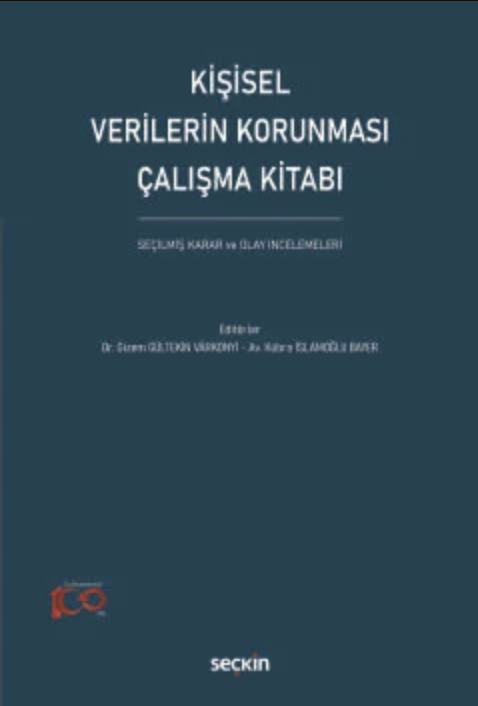 KİŞİSEL
VERİLERİN KORUNMASI
ÇALIŞMA KİTABI
SEÇİLMİŞ KARAR ve OLAY İNCELEMELERİ
Editörler
Dr. Gizem GÜLTEKİN VÁRKONYI - Av. Kübra İSLAMOĞLU BAYER
100
seçkin